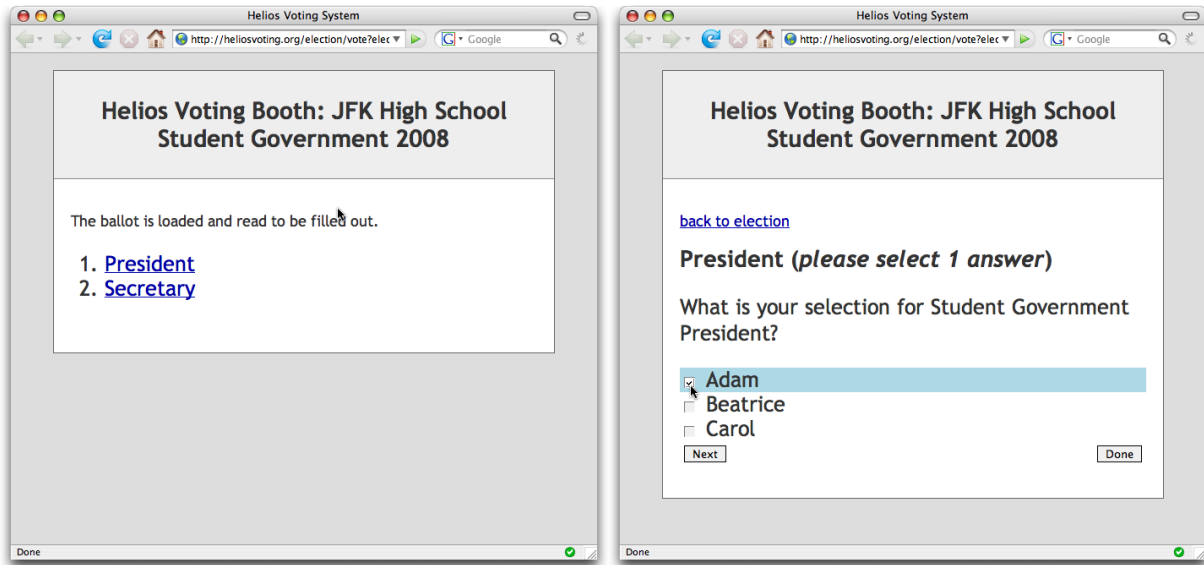 Helios Voting System
http://heliosvoting.org/election/vote?elec
Google
Helios Voting Booth: JFK High School
Student Government 2008
The ballot is loaded and read to be filled out.
1. President
2. Secretary
Done
Helios Voting System
http://heliosvoting.org/election/vote?elec
Google
Helios Voting Booth: JFK High School
Student Government 2008
back to election
President (please select 1 answer)
What is your selection for Student Government
President?
Adam
Beatrice
Carol
Next Done
Done